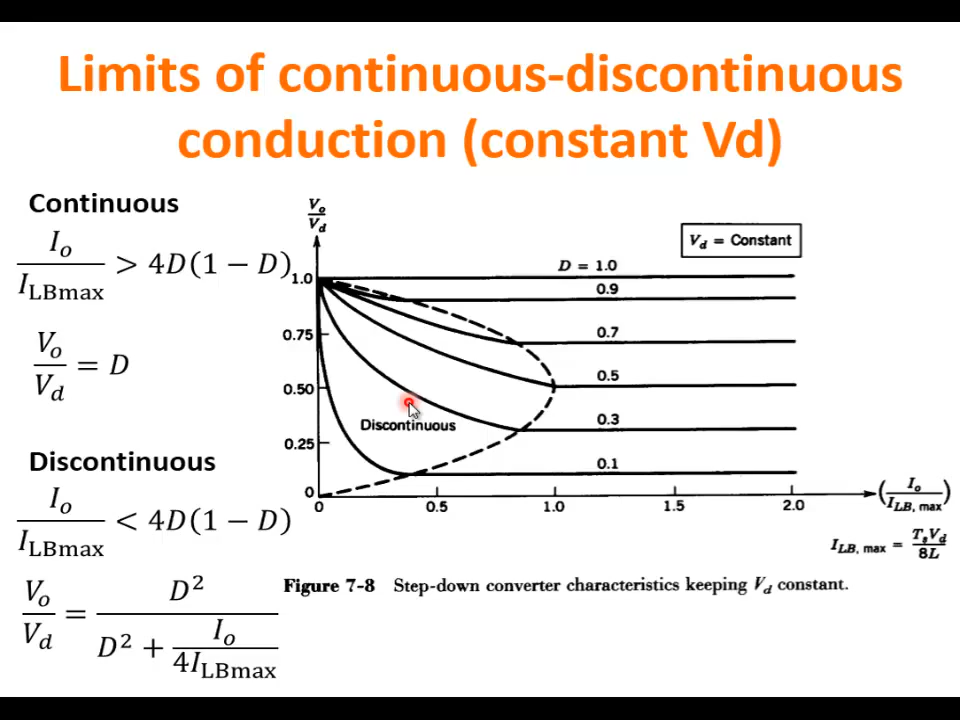 Limits of continuous-discontinuous
conduction (constant Vd)
Continuous
I_o / I_LBmax > 4D(1 − D)
V_o / V_d = D
Discontinuous
I_o / I_LBmax < 4D(1 − D)
V_o / V_d = D² / (D² + I_o / 4I_LBmax)
V_o / V_d
V_d = Constant
D = 1.0
1.0
0.9
0.75
0.7
0.5
0.50
Discontinuous
0.3
0.25
0.1
0
0
0.5
1.0
1.5
2.0
(I_o / I_LB, max)
I_LB, max = T_s V_d / 8L
Figure 7-8 Step-down converter characteristics keeping V_d constant.